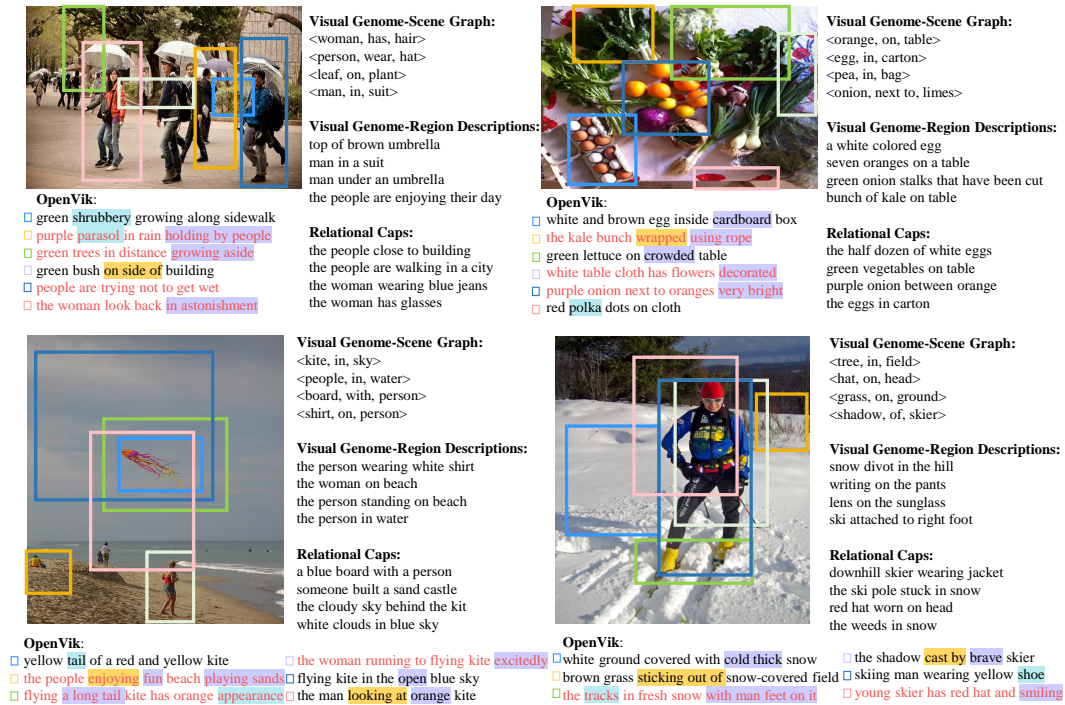 Visual Genome-Scene Graph:
<woman, has, hair>
<person, wear, hat>
<leaf, on, plant>
<man, in, suit>
Visual Genome-Region Descriptions:
top of brown umbrella
man in a suit
man under an umbrella
the people are enjoying their day
Relational Caps:
the people close to building
the people are walking in a city
the woman wearing blue jeans
the woman has glasses
OpenVik:
green shrubbery growing along sidewalk
purple parasol in rain holding by people
green trees in distance growing aside
green bush on side of building
people are trying not to get wet
the woman look back in astonishment
Visual Genome-Scene Graph:
<orange, on, table>
<egg, in, carton>
<pea, in, bag>
<onion, next to, limes>
Visual Genome-Region Descriptions:
a white colored egg
seven oranges on a table
green onion stalks that have been cut
bunch of kale on table
Relational Caps:
the half dozen of white eggs
green vegetables on table
purple onion between orange
the eggs in carton
OpenVik:
white and brown egg inside cardboard box
the kale bunch wrapped using rope
green lettuce on crowded table
white table cloth has flowers decorated
purple onion next to oranges very bright
red polka dots on cloth
Visual Genome-Scene Graph:
<kite, in, sky>
<people, in, water>
<board, with, person>
<shirt, on, person>
Visual Genome-Region Descriptions:
the person wearing white shirt
the woman on beach
the person standing on beach
the person in water
Relational Caps:
a blue board with a person
someone built a sand castle
the cloudy sky behind the kit
white clouds in blue sky
OpenVik:
yellow tail of a red and yellow kite
the people enjoying fun beach playing sands
flying a long tail kite has orange appearance
the woman running to flying kite excitedly
flying kite in the open blue sky
the man looking at orange kite
Visual Genome-Scene Graph:
<tree, in, field>
<hat, on, head>
<grass, on, ground>
<shadow, of, skier>
Visual Genome-Region Descriptions:
snow divot in the hill
writing on the pants
lens on the sunglass
ski attached to right foot
Relational Caps:
downhill skier wearing jacket
the ski pole stuck in snow
red hat worn on head
the weeds in snow
OpenVik:
white ground covered with cold thick snow
brown grass sticking out of snow-covered field
the tracks in fresh snow with man feet on it
the shadow cast by brave skier
skiing man wearing yellow shoe
young skier has red hat and smiling